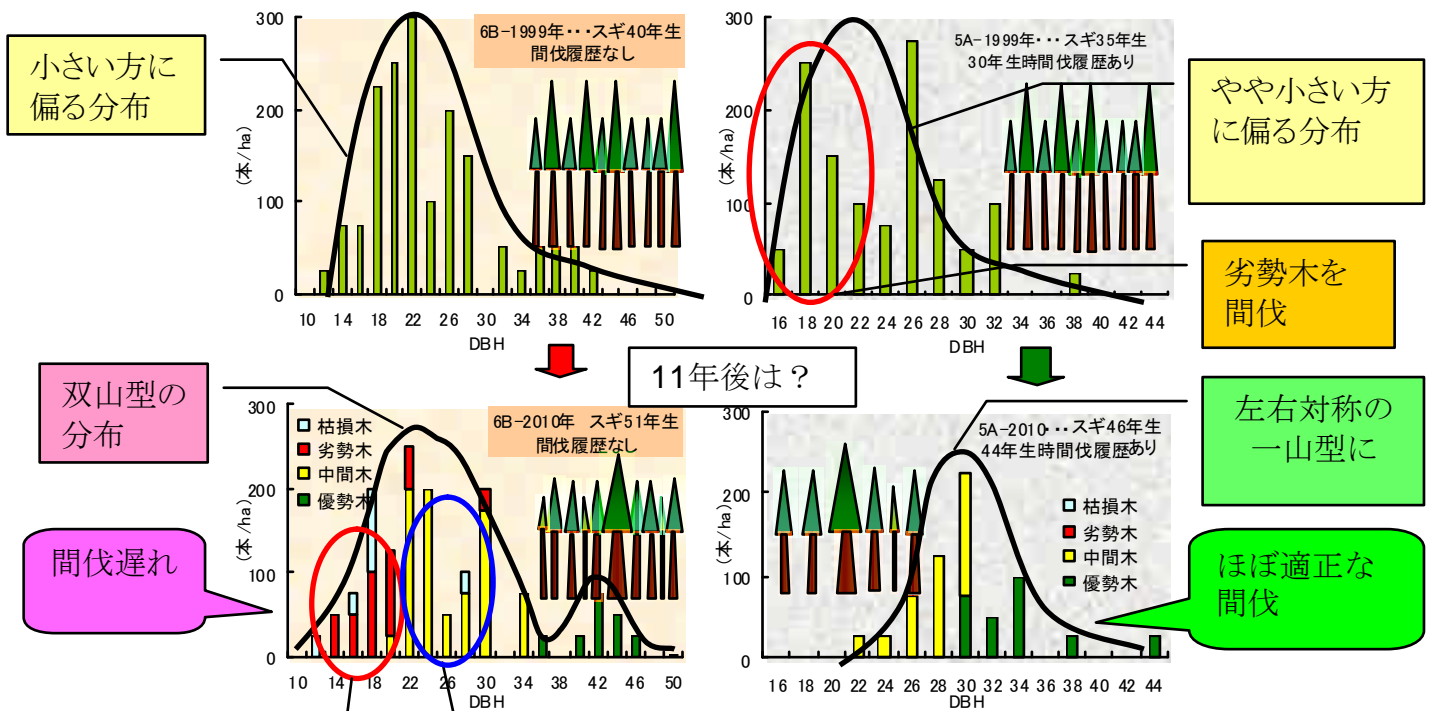 小さい方に
偏る分布
300
200
100
0
(本/ha)
6B-1999年・・・スギ40年生
間伐履歴なし
10 14 18 22 26 30 34 38 42 46 50
DBH
300
200
100
0
(本/ha)
5A-1999年・・・スギ35年生
30年生時間伐履歴あり
16 18 20 22 24 26 28 30 32 34 36 38 40 42 44
DBH
やや小さい方
に偏る分布
劣勢木を
間伐
11年後は？
双山型の
分布
間伐遅れ
300
200
100
0
(本/ha)
枯損木
劣勢木
中間木
優勢木
6B-2010年 スギ51年生
間伐履歴なし
10 14 18 22 26 30 34 38 42 46 50
DBH
300
200
100
0
(本/ha)
5A-2010・・・スギ46年生
44年生時間伐履歴あり
枯損木
劣勢木
中間木
優勢木
16 18 20 22 24 26 28 30 32 34 36 38 40 42 44
DBH
左右対称の
一山型に
ほぼ適正な
間伐